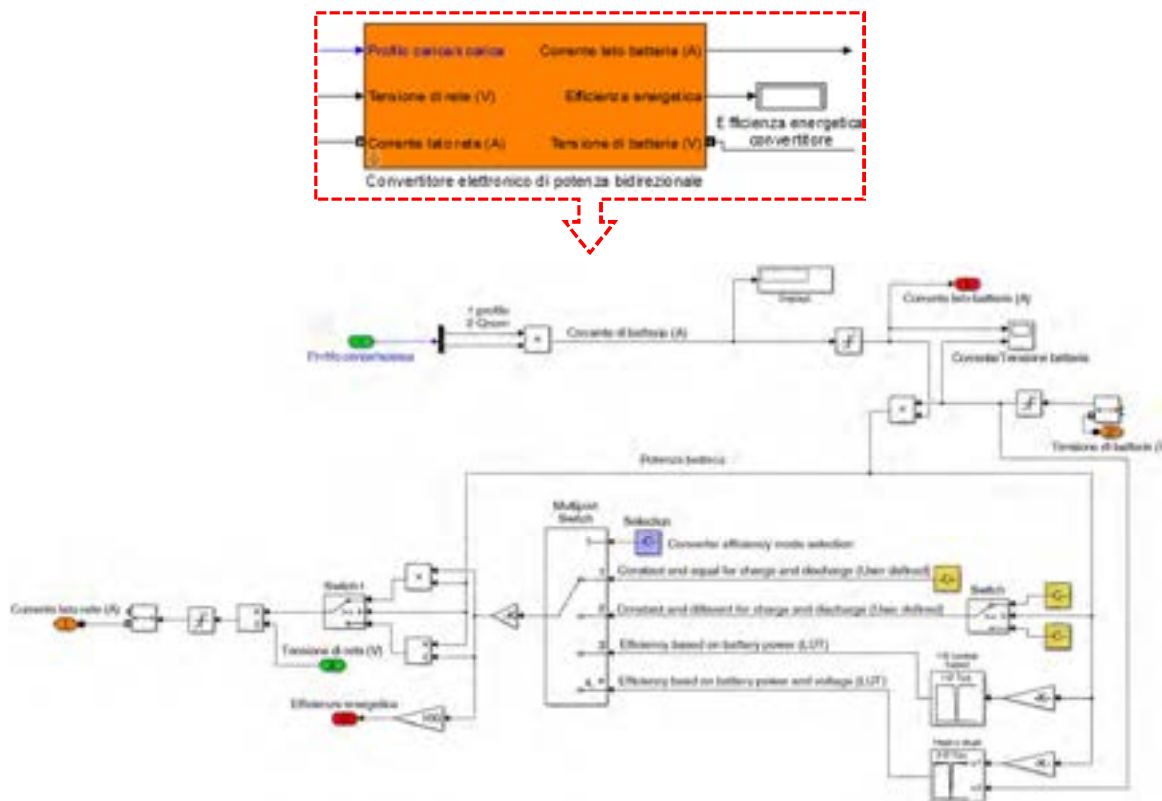 Profilo carica/scarica
Corrente lato batteria (A)
Tensione di rete (V)
Efficienza energetica
Corrente lato rete (A)
Tensione di batteria (V)
Efficienza energetica
convertitore
Convertitore elettronico di potenza bidirezionale
Display
Corrente lato batteria (A)
1 profilo
2 Qnom
Corrente di batteria (A)
Corrente/Tensione batteria
Tensione di batteria (
Potenza batteria
Multiport
Switch
Selection
Converter efficiency mode selection
Constant and equal for charge and discharge (User defined)
Switch
Switch1
Constant and different for charge and discharge (User defined)
Corrente lato rete (A)
Tensione di rete (V)
Efficiency based on battery power (LUT)
Efficiency basd on battery power and voltage (LUT)
Efficienza energetica
100